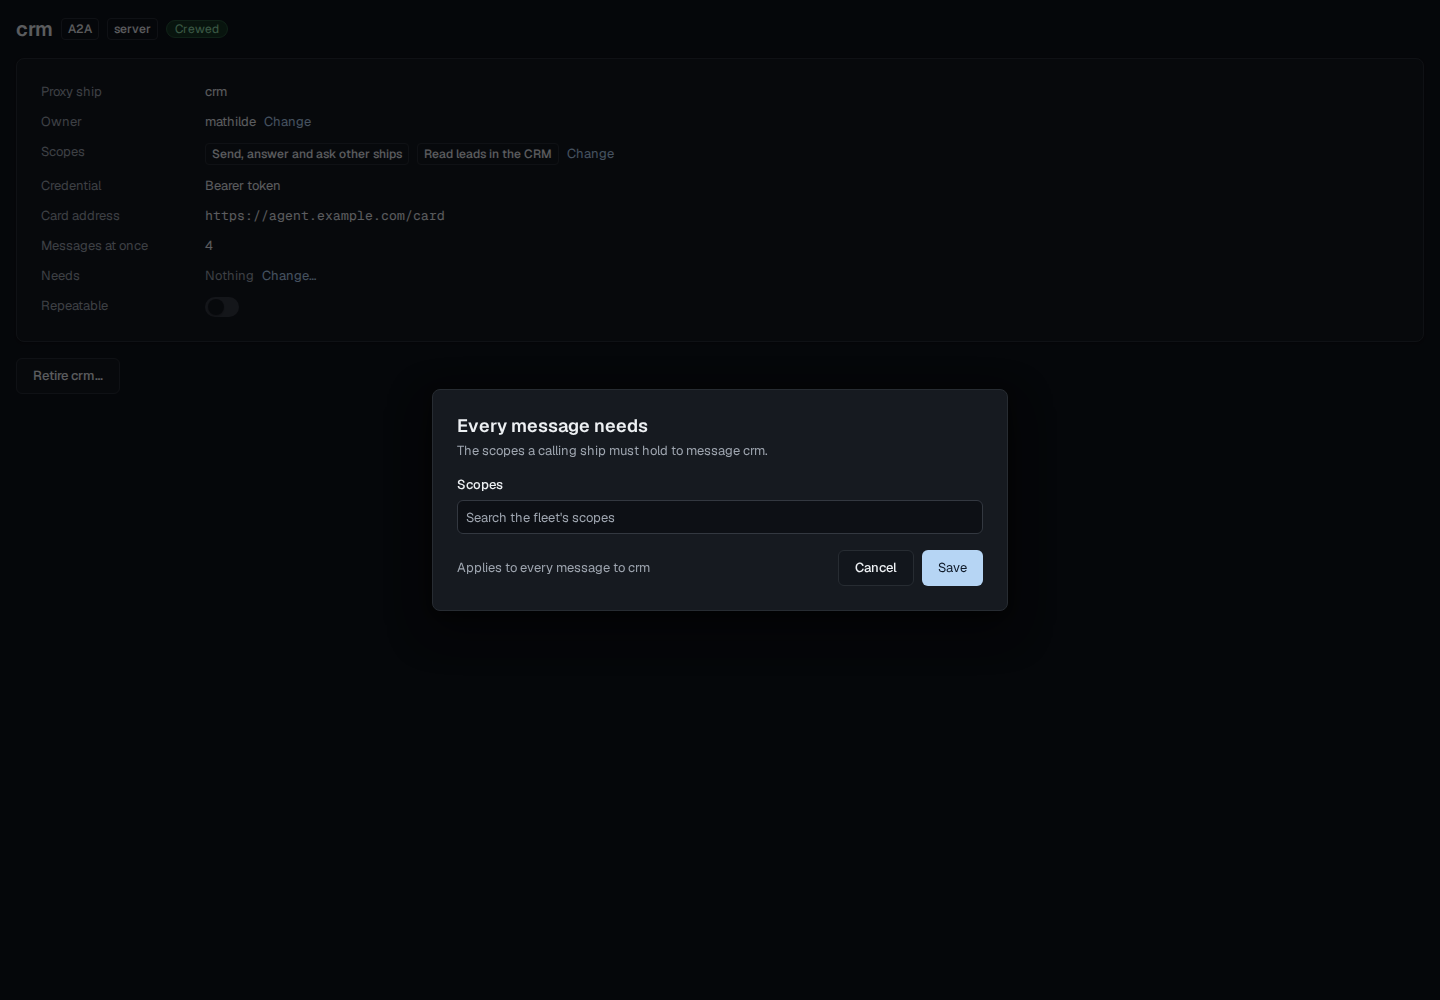 crm A2A server Crewed
Proxy ship crm
Owner mathilde Change
Scopes Send, answer and ask other ships Read leads in the CRM Change
Credential Bearer token
Card address https://agent.example.com/card
Messages at once 4
Needs Nothing Change…
Repeatable
Retire crm…
Every message needs
The scopes a calling ship must hold to message crm.
Scopes
Search the fleet's scopes
Applies to every message to crm Cancel Save